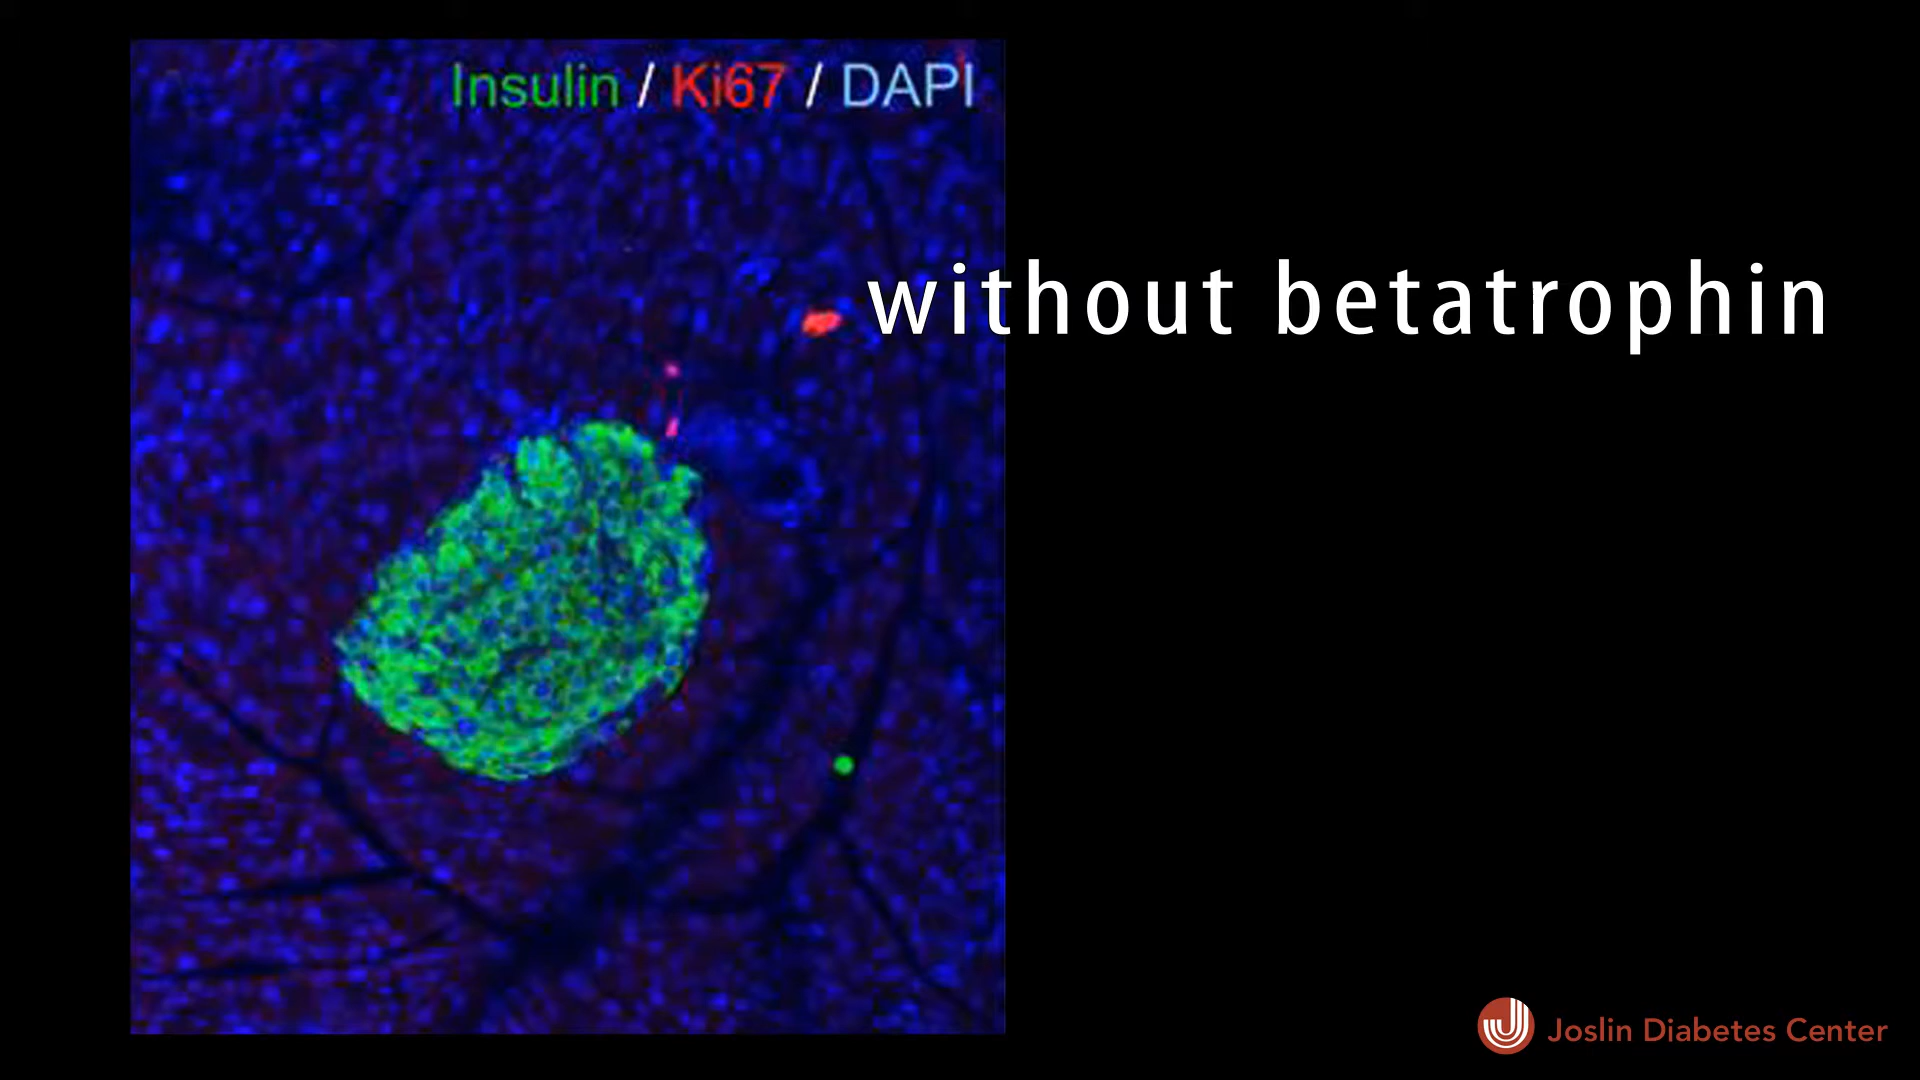 Insulin / Ki67 / DAPI
without betatrophin
Joslin Diabetes Center